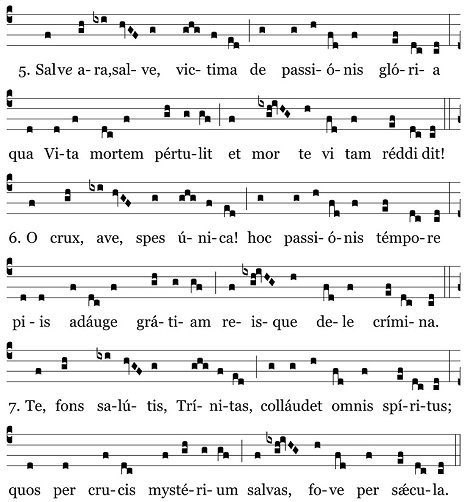 5. Salve a-ra,salve, vic-tima de passi-ó-nis gló-ri-a
qua Vi-ta mortem pértu-lit et mor te vi tam réddi dit!
6. O crux, ave, spes ú-ni-ca! hoc passi-ó-nis témpo-re
pi-is adáuge grá-ti-am re-is-que de-le crími-na.
7. Te, fons sa-lú-tis, Trí-ni-tas, colláudet omnis spí-ri-tus;
quos per cru-cis mysté-ri-um salvas, fo-ve per sǽcu-la.